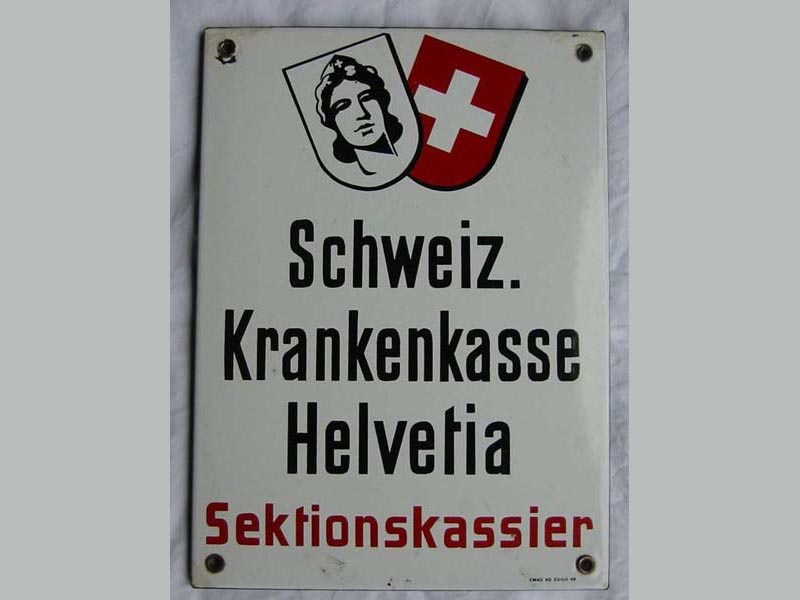 Schweiz.
Krankenkasse
Helvetia
Sektionskassier